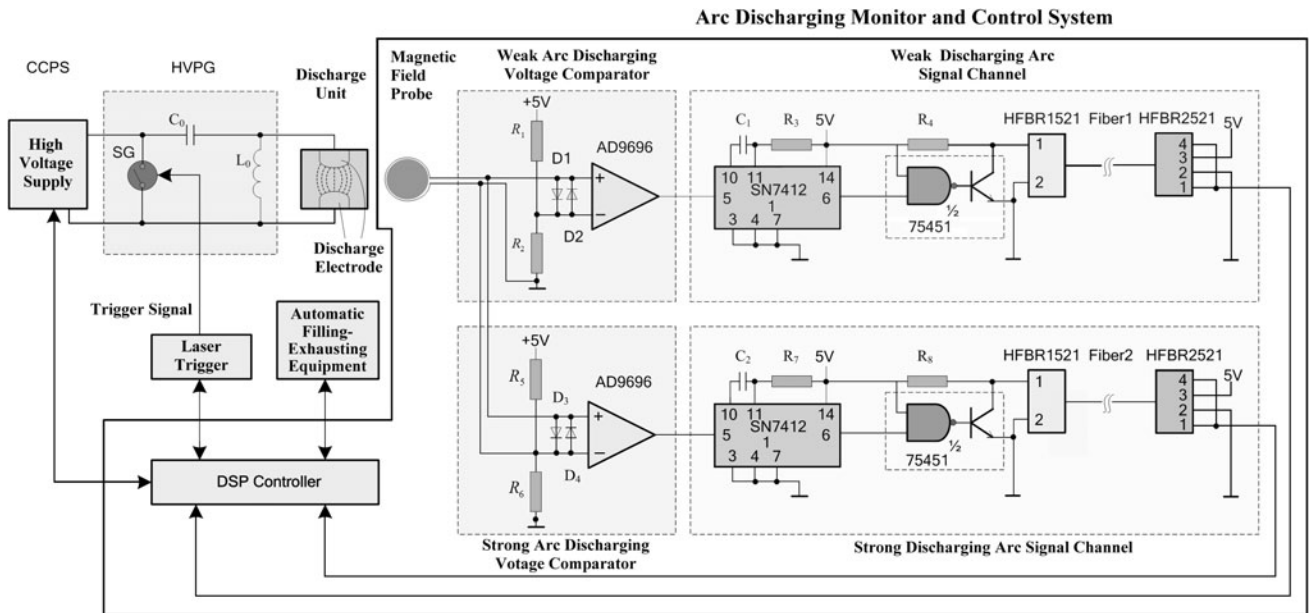 Arc Discharging Monitor and Control System
CCPS
HVPG
Discharge
Unit
Magnetic
Field
Probe
Weak Arc Discharging
Voltage Comparator
Weak Discharging Arc
Signal Channel
High
Voltage
Supply
SG
C0
L0
Discharge
Electrode
+5V
R1
D1
D2
R2
AD9696
C1
R3
5V
R4
10
11
14
5
SN7412
1
6
3
4
7
½
75451
HFBR1521
Fiber1
HFBR2521
1
2
4
3
2
1
5V
Trigger Signal
Laser
Trigger
Automatic
Filling-
Exhausting
Equipment
DSP Controller
+5V
R5
D3
D4
R6
AD9696
C2
R7
5V
R8
10
11
14
5
SN7412
1
6
3
4
7
½
75451
HFBR1521
Fiber2
HFBR2521
1
2
4
3
2
1
5V
Strong Arc Discharging
Votage Comparator
Strong Discharging Arc Signal Channel